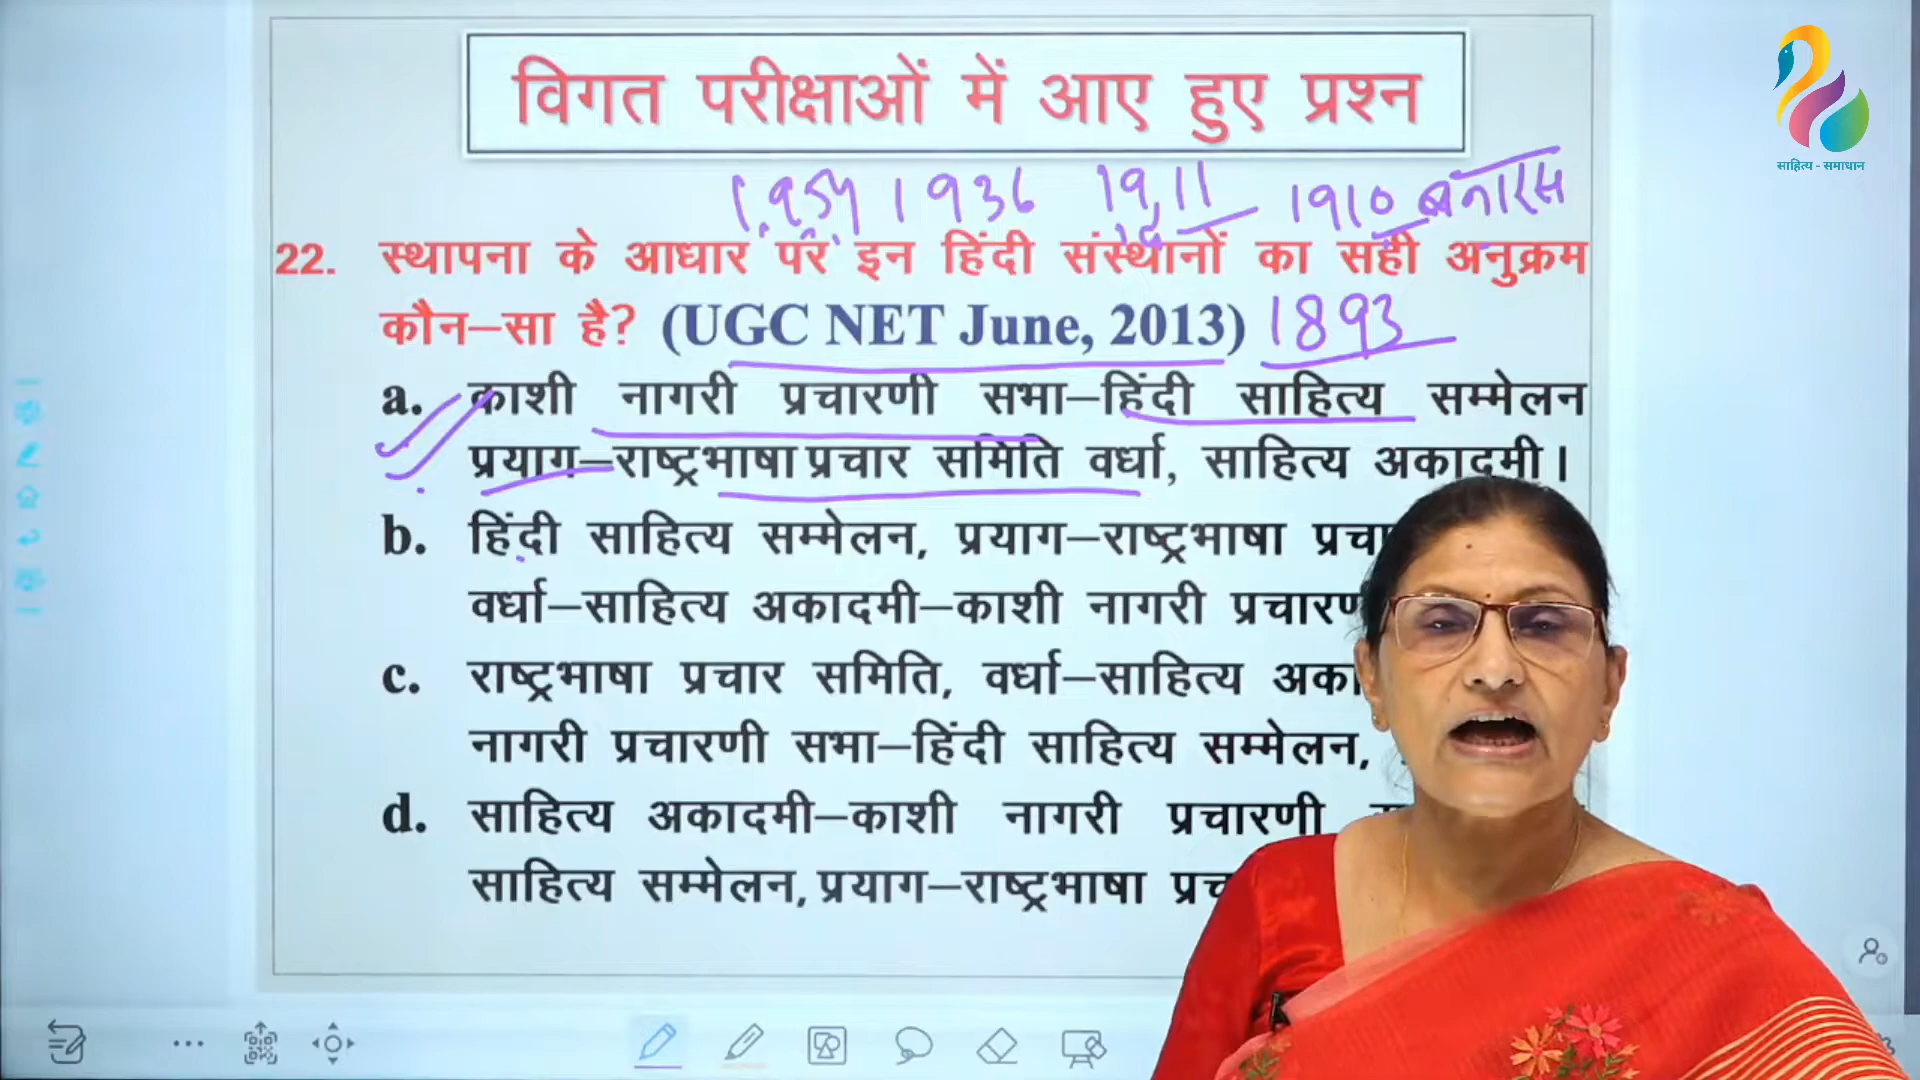 विगत परीक्षाओं में आए हुए प्रश्न
साहित्य - समाधान
1954 1936 1911 1910 बनारस
22. स्थापना के आधार पर इन हिंदी संस्थानों का सही अनुक्रम
कौन–सा है? (UGC NET June, 2013) 1893
a. काशी नागरी प्रचारणी सभा–हिंदी साहित्य सम्मेलन
प्रयाग–राष्ट्रभाषा प्रचार समिति वर्धा, साहित्य अकादमी।
b. हिंदी साहित्य सम्मेलन, प्रयाग–राष्ट्रभाषा
वर्धा–साहित्य अकादमी–काशी नागरी
c. राष्ट्रभाषा प्रचार समिति, वर्धा–साहित्य
नागरी प्रचारणी सभा–हिंदी साहित्य सम्मेलन,
d. साहित्य अकादमी–काशी नागरी प्रचारणी
साहित्य सम्मेलन, प्रयाग–राष्ट्रभाषा